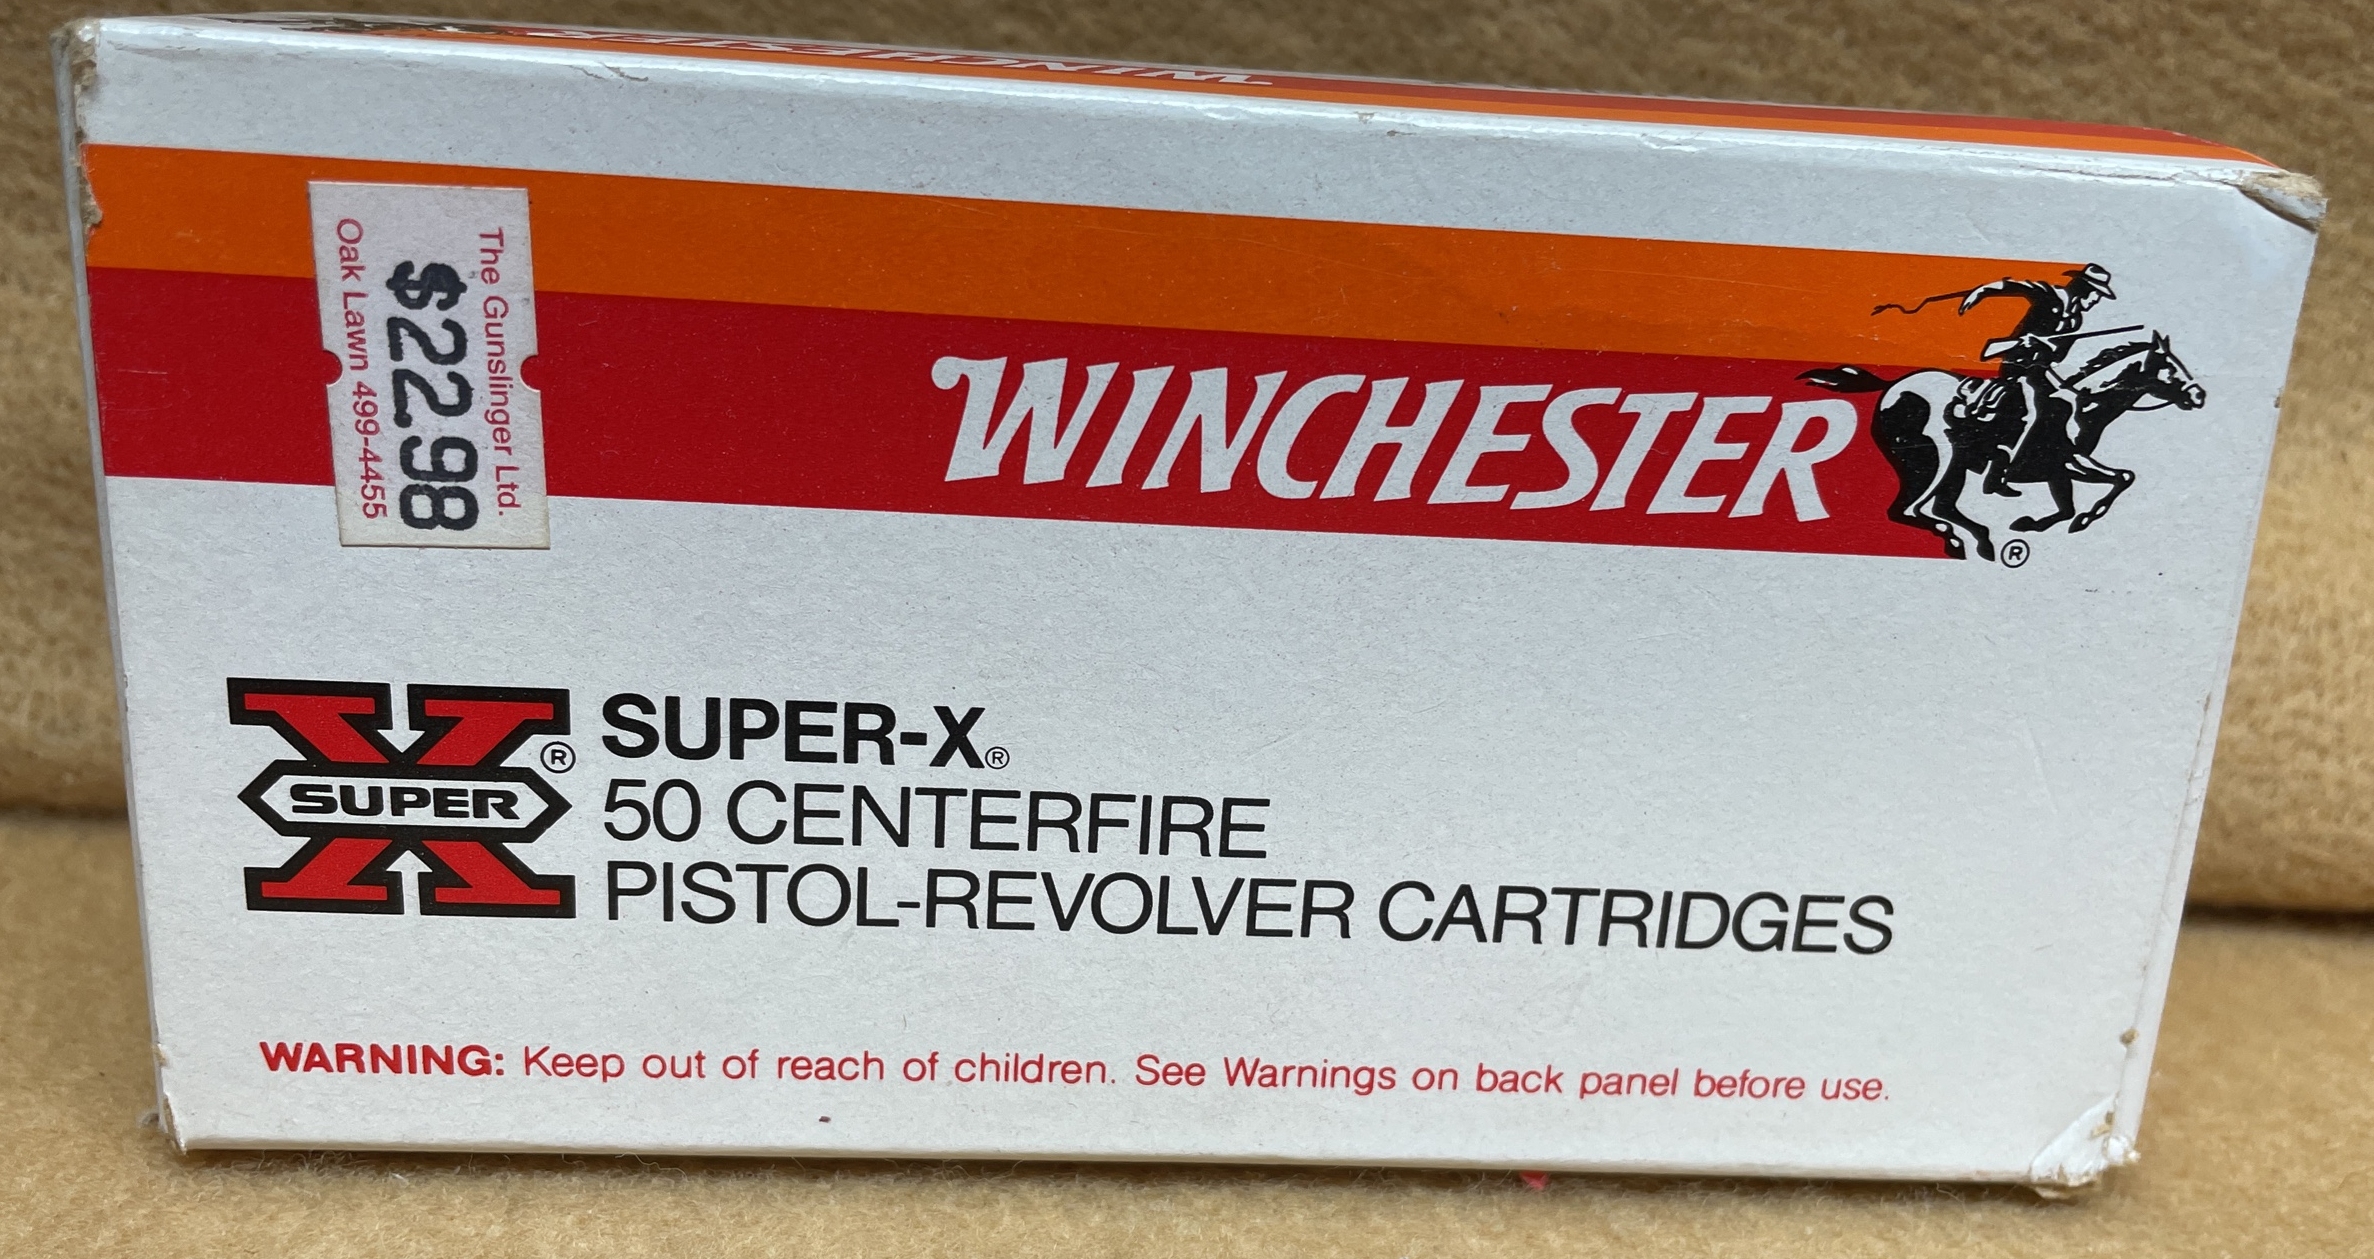 WINCHESTER
The Gunslinger Ltd.
$22.98
Oak Lawn 499-4455
WINCHESTER
®
SUPER
®
SUPER-X®
50 CENTERFIRE
PISTOL-REVOLVER CARTRIDGES
WARNING: Keep out of reach of children. See Warnings on back panel before use.